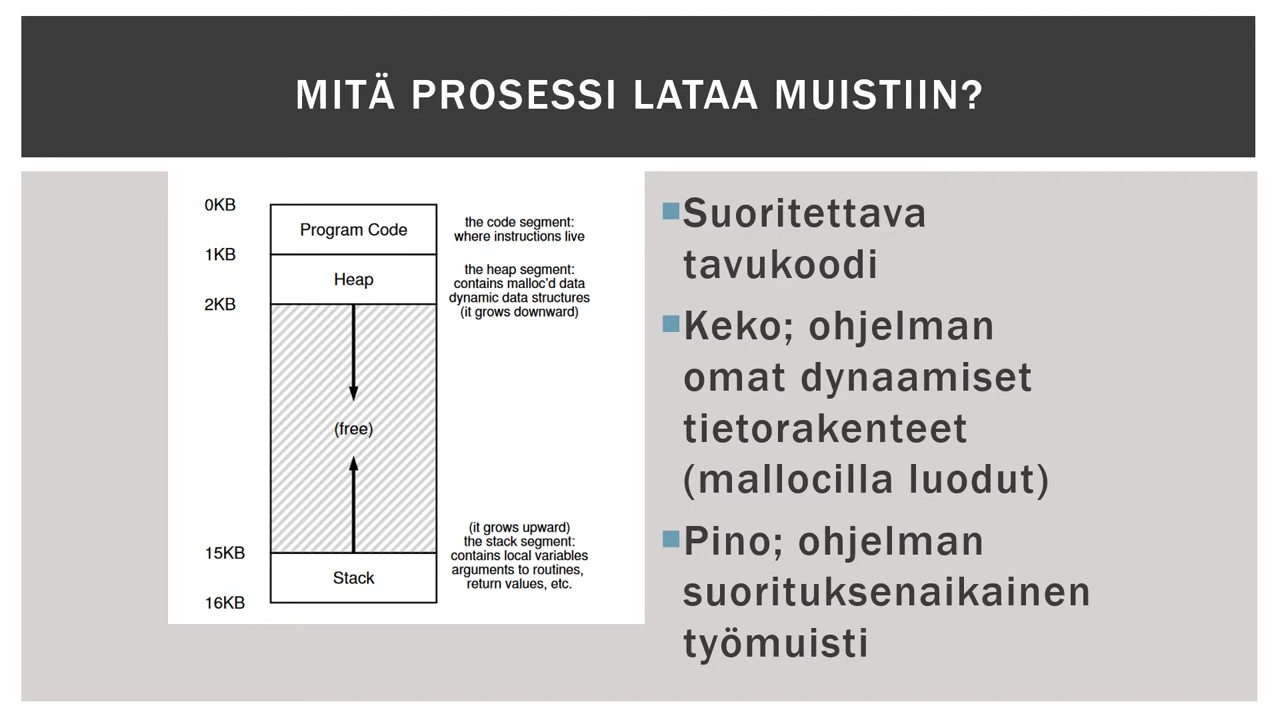 MITÄ PROSESSI LATAA MUISTIIN?
0KB
Program Code
the code segment:
where instructions live
1KB
Heap
the heap segment:
contains malloc'd data
dynamic data structures
(it grows downward)
2KB
(free)
(it grows upward)
the stack segment:
contains local variables
arguments to routines,
return values, etc.
15KB
Stack
16KB
Suoritettava
tavukoodi
Keko; ohjelman
omat dynaamiset
tietorakenteet
(mallocilla luodut)
Pino; ohjelman
suorituksenaikainen
työmuisti